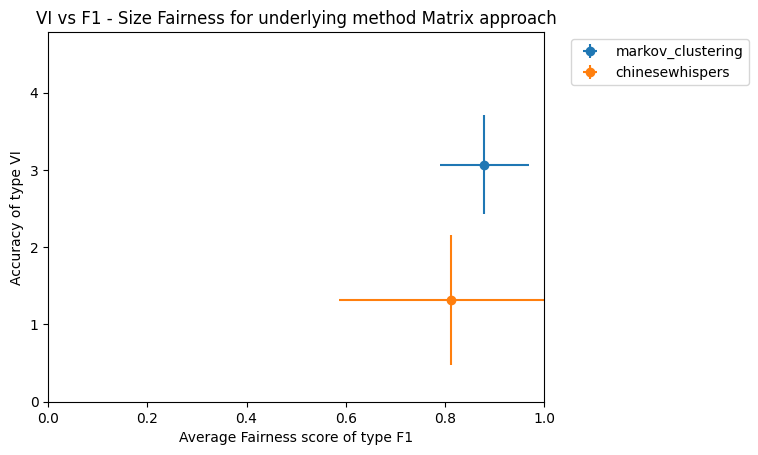 VI vs F1 - Size Fairness for underlying method Matrix approach
markov_clustering
chinesewhispers
Accuracy of type VI
4
3
2
1
0
0.0 0.2 0.4 0.6 0.8 1.0
Average Fairness score of type F1